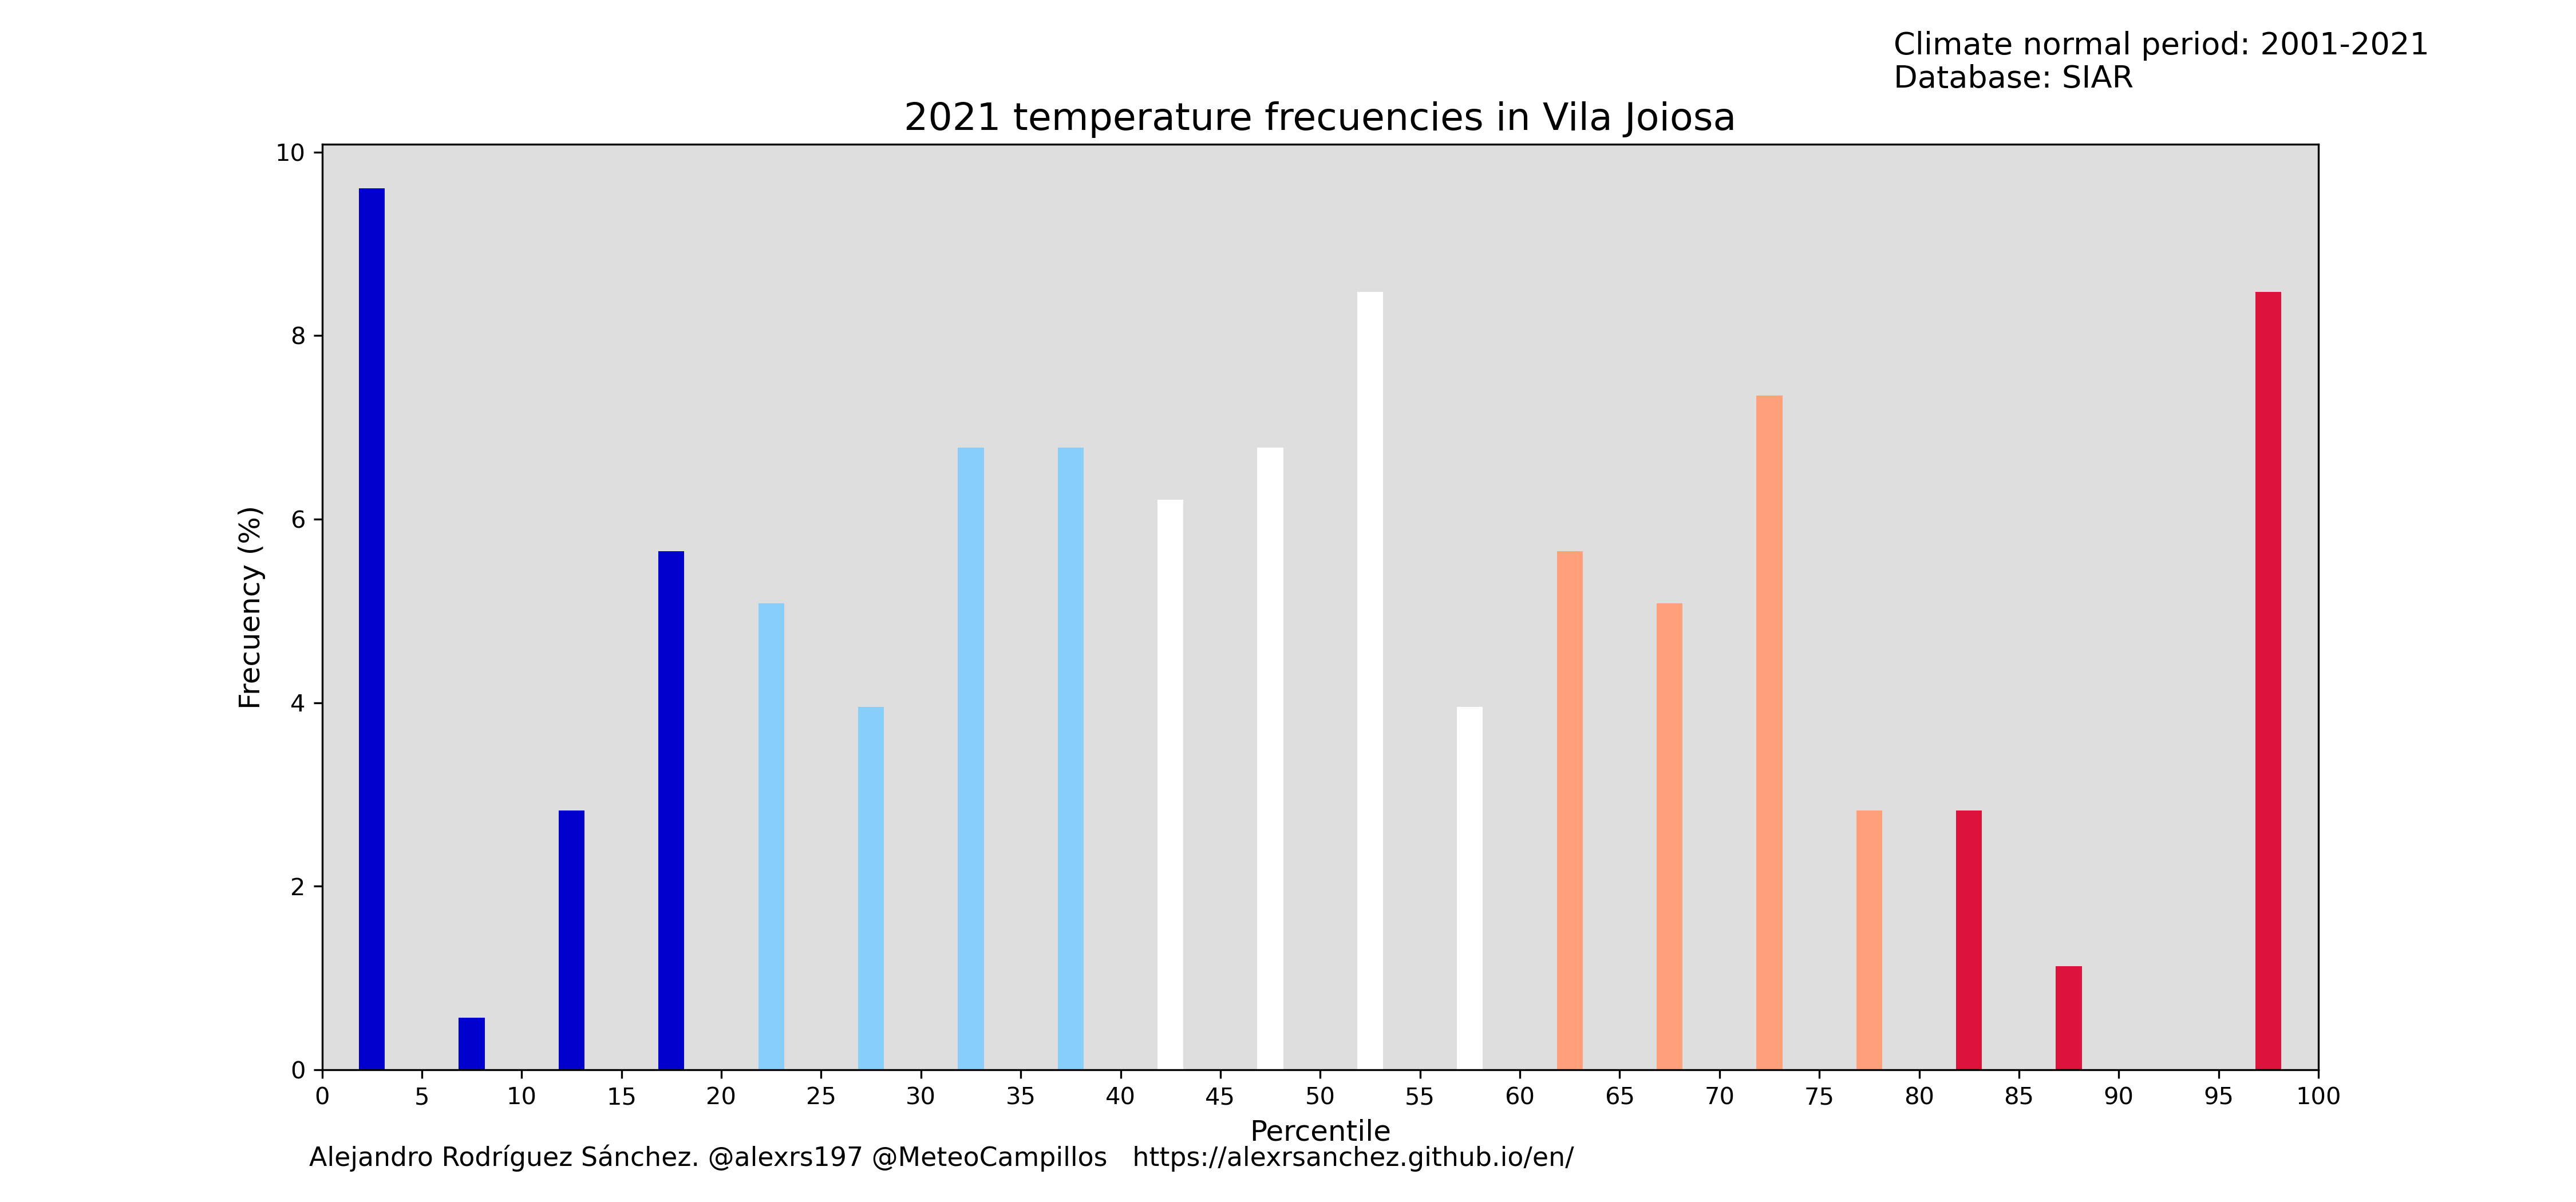 Climate normal period: 2001-2021
Database: SIAR
2021 temperature frecuencies in Vila Joiosa
10
8
6
4
2
0
Frecuency (%)
0 5 10 15 20 25 30 35 40 45 50 55 60 65 70 75 80 85 90 95 100
Percentile
Alejandro Rodríguez Sánchez. @alexrs197 @MeteoCampillos https://alexrsanchez.github.io/en/